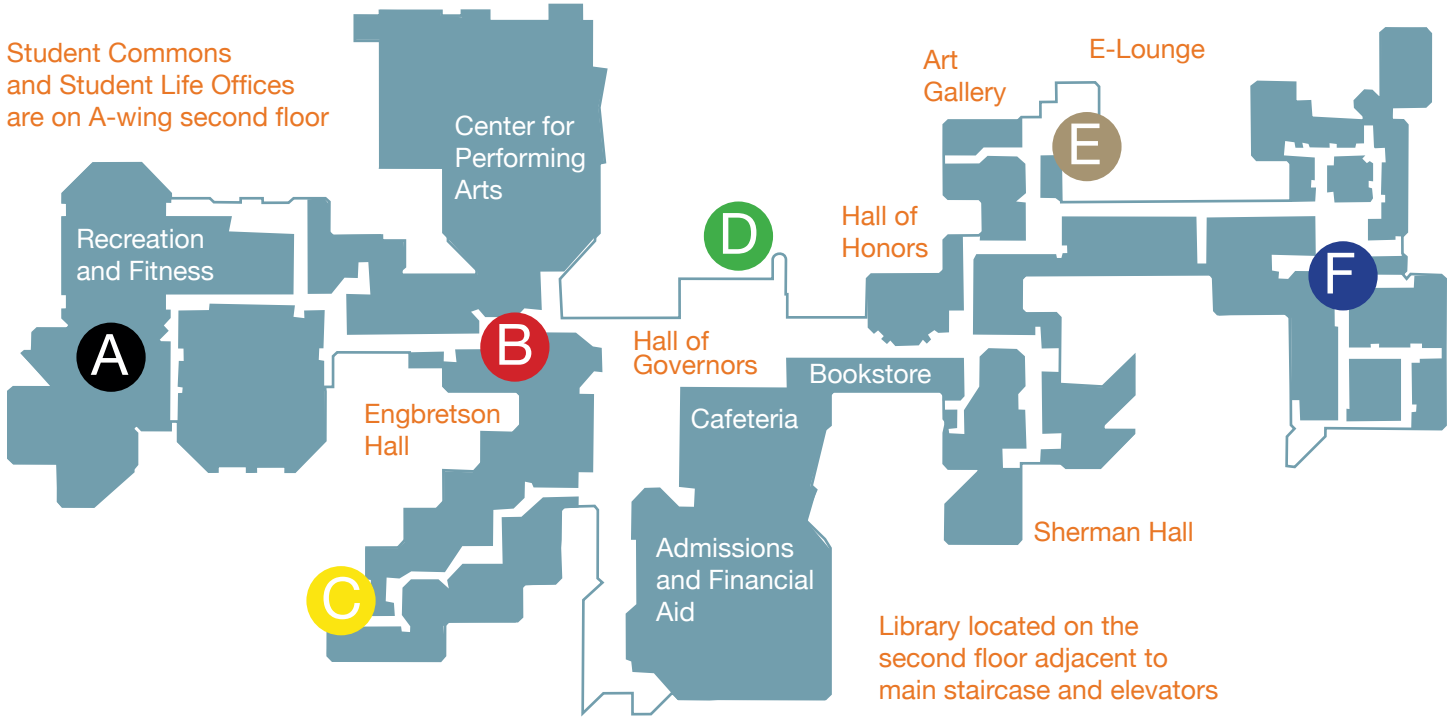 Student Commons
and Student Life Offices
are on A-wing second floor
Center for
Performing
Arts
Art
Gallery
E-Lounge
E
Recreation
and Fitness
D
Hall of
Honors
F
A
B
Hall of
Governors
Bookstore
Engbretson
Hall
Cafeteria
C
Admissions
and Financial
Aid
Sherman Hall
Library located on the
second floor adjacent to
main staircase and elevators